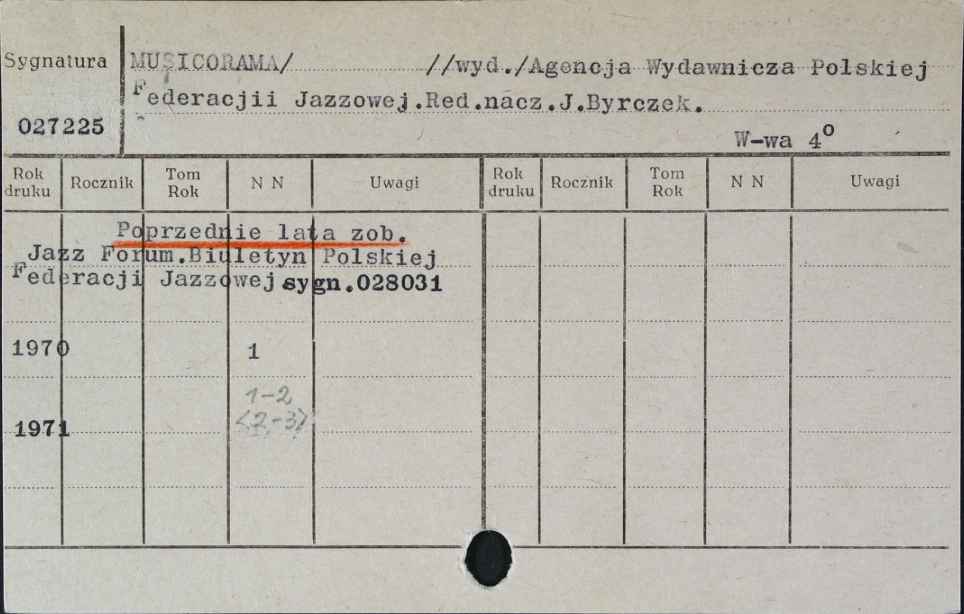 Sygnatura
027225
MUSICORAMA/ //wyd./Agencja Wydawnicza Polskiej
Federacjii Jazzowej.Red.nacz.J.Byrczek.
W-wa 4º
Rok druku Rocznik Tom Rok N N Uwagi Rok druku Rocznik Tom Rok N N Uwagi
Poprzednie lata zob.
Jazz Forum.Biuletyn Polskiej
Federacji Jazzowej sygn.028031
1970 1
1-2
1971 <2-3>